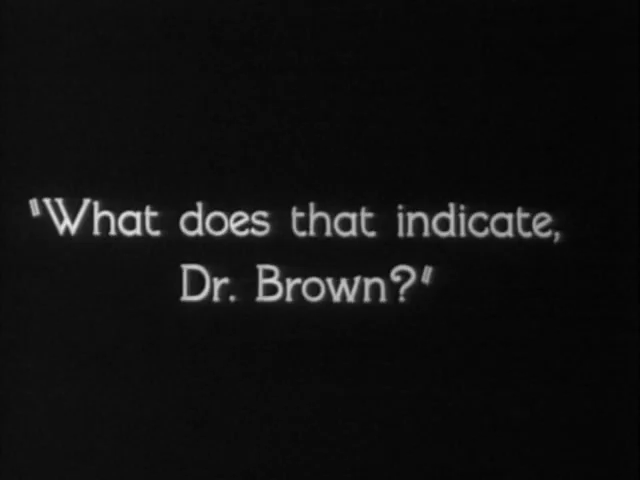 "What does that indicate,
Dr. Brown?"